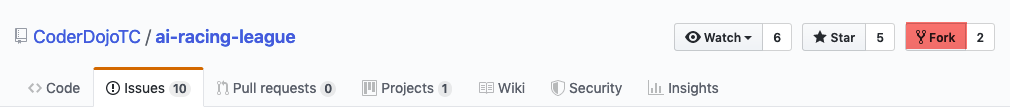 CoderDojoTC / ai-racing-league Watch 6 Star 5 Fork 2
Code Issues 10 Pull requests 0 Projects 1 Wiki Security Insights